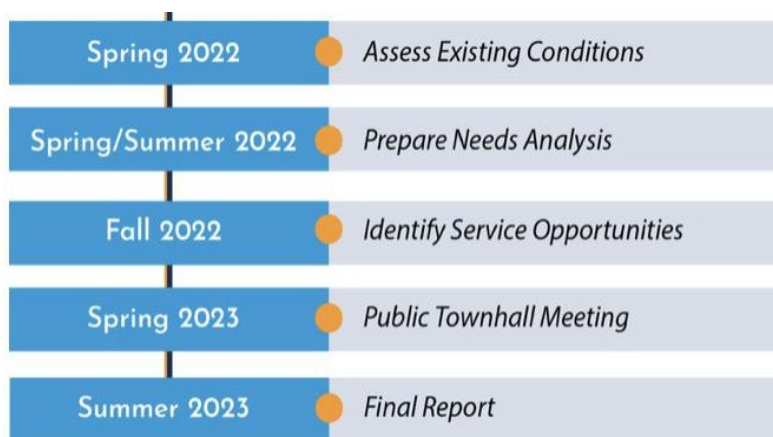 Spring 2022 Assess Existing Conditions
Spring/Summer 2022 Prepare Needs Analysis
Fall 2022 Identify Service Opportunities
Spring 2023 Public Townhall Meeting
Summer 2023 Final Report